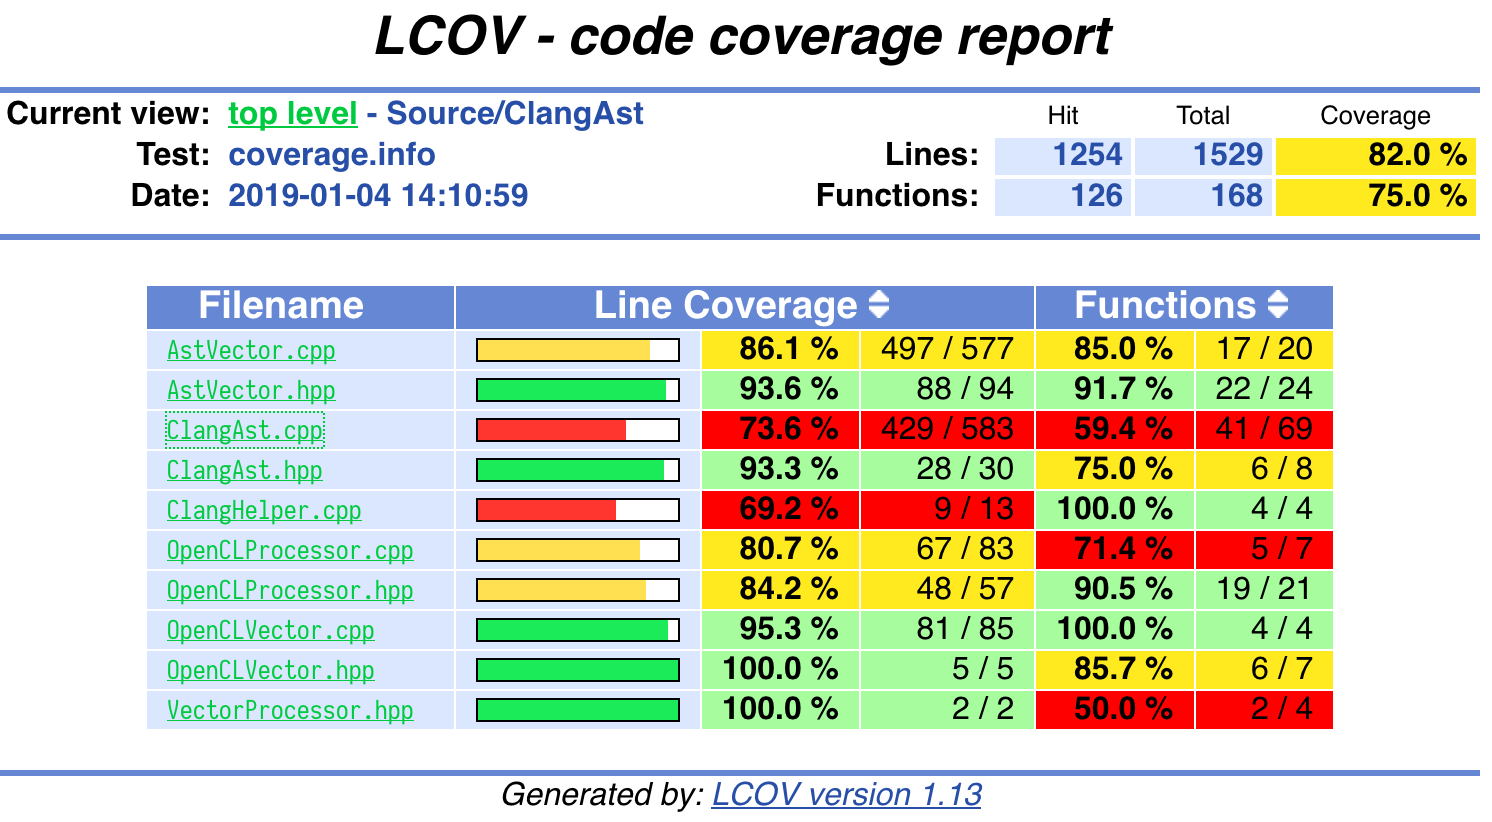 LCOV - code coverage report
Current view: top level - Source/ClangAst
Hit Total Coverage
Test: coverage.info Lines: 1254 1529 82.0 %
Date: 2019-01-04 14:10:59 Functions: 126 168 75.0 %
Filename Line Coverage Functions
AstVector.cpp 86.1 % 497 / 577 85.0 % 17 / 20
AstVector.hpp 93.6 % 88 / 94 91.7 % 22 / 24
ClangAst.cpp 73.6 % 429 / 583 59.4 % 41 / 69
ClangAst.hpp 93.3 % 28 / 30 75.0 % 6 / 8
ClangHelper.cpp 69.2 % 9 / 13 100.0 % 4 / 4
OpenCLProcessor.cpp 80.7 % 67 / 83 71.4 % 5 / 7
OpenCLProcessor.hpp 84.2 % 48 / 57 90.5 % 19 / 21
OpenCLVector.cpp 95.3 % 81 / 85 100.0 % 4 / 4
OpenCLVector.hpp 100.0 % 5 / 5 85.7 % 6 / 7
VectorProcessor.hpp 100.0 % 2 / 2 50.0 % 2 / 4
Generated by: LCOV version 1.13